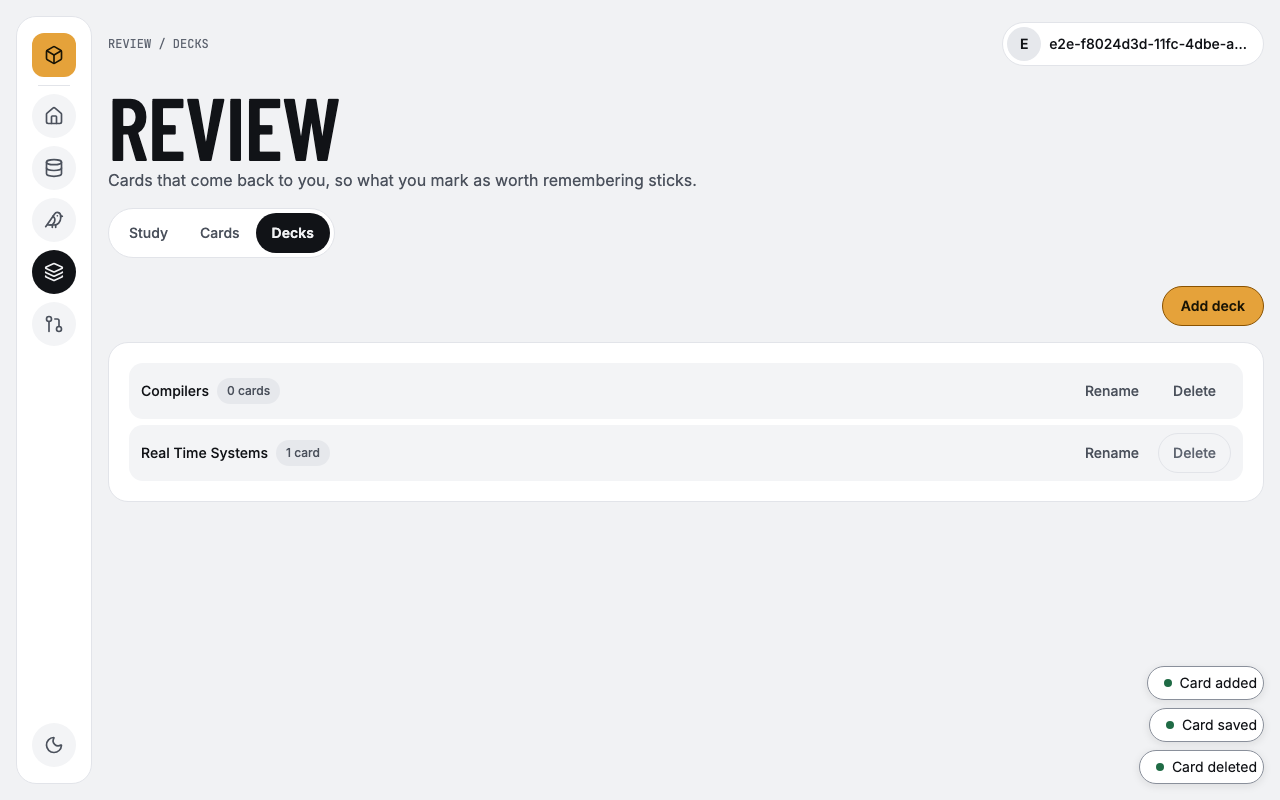 REVIEW / DECKS
E e2e-f8024d3d-11fc-4dbe-a...
REVIEW
Cards that come back to you, so what you mark as worth remembering sticks.
Study Cards Decks
Add deck
Compilers 0 cards Rename Delete
Real Time Systems 1 card Rename Delete
Card added
Card saved
Card deleted